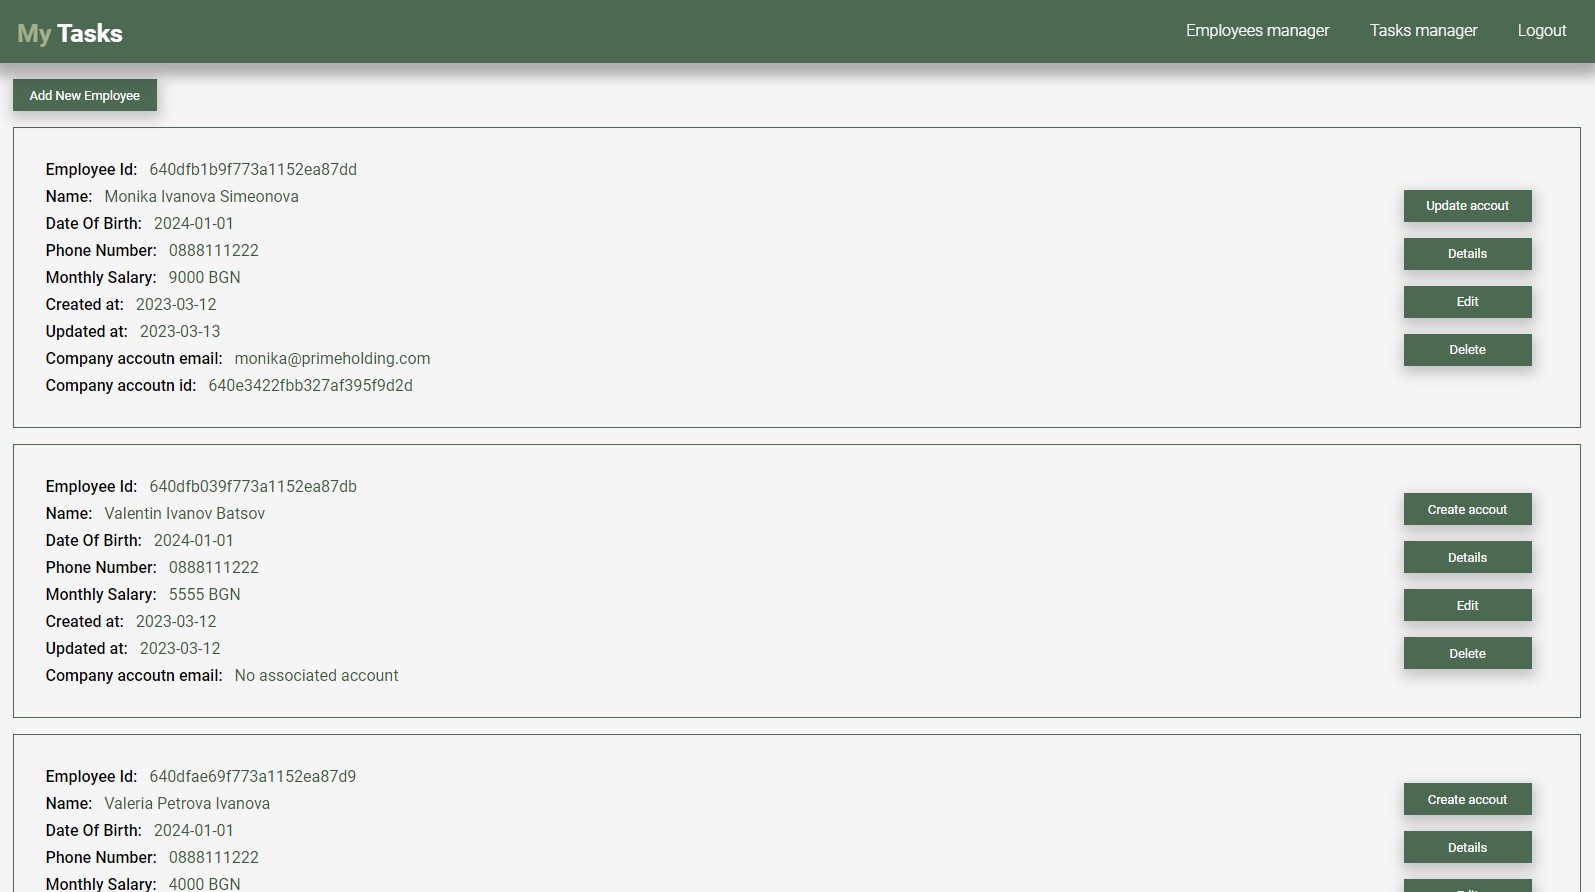 My Tasks
Employees manager
Tasks manager
Logout
Add New Employee
Employee Id: 640dfb1b9f773a1152ea87dd
Name: Monika Ivanova Simeonova
Date Of Birth: 2024-01-01
Phone Number: 0888111222
Monthly Salary: 9000 BGN
Created at: 2023-03-12
Updated at: 2023-03-13
Company accoutn email: monika@primeholding.com
Company accoutn id: 640e3422fbb327af395f9d2d
Update accout
Details
Edit
Delete
Employee Id: 640dfb039f773a1152ea87db
Name: Valentin Ivanov Batsov
Date Of Birth: 2024-01-01
Phone Number: 0888111222
Monthly Salary: 5555 BGN
Created at: 2023-03-12
Updated at: 2023-03-12
Company accoutn email: No associated account
Create accout
Details
Edit
Delete
Employee Id: 640dfae69f773a1152ea87d9
Name: Valeria Petrova Ivanova
Date Of Birth: 2024-01-01
Phone Number: 0888111222
Monthly Salary: 4000 BGN
Create accout
Details